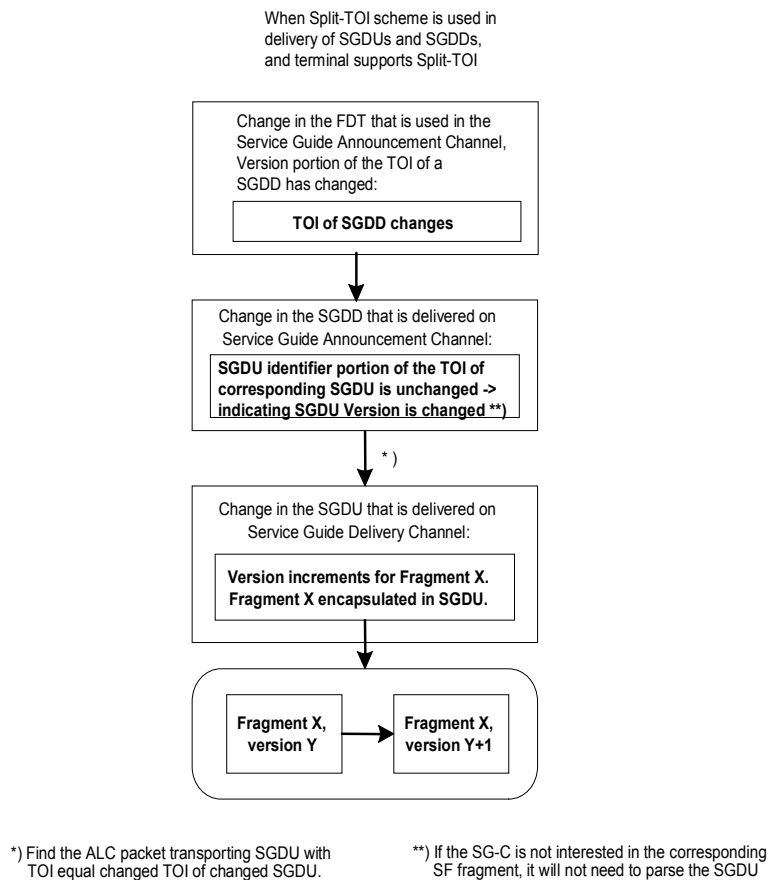 When Split-TOI scheme is used in
delivery of SGDUs and SGDDs,
and terminal supports Split-TOI
Change in the FDT that is used in the
Service Guide Announcement Channel,
Version portion of the TOI of a
SGDD has changed:
TOI of SGDD changes
Change in the SGDD that is delivered on
Service Guide Announcement Channel:
SGDU identifier portion of the TOI of
corresponding SGDU is unchanged ->
indicating SGDU Version is changed **)
* )
Change in the SGDU that is delivered on
Service Guide Delivery Channel:
Version increments for Fragment X.
Fragment X encapsulated in SGDU.
Fragment X,
version Y
Fragment X,
version Y+1
*) Find the ALC packet transporting SGDU with
TOI equal changed TOI of changed SGDU.
**) If the SG-C is not interested in the corresponding
SF fragment, it will not need to parse the SGDU